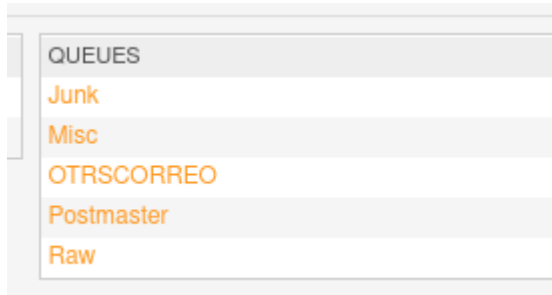 QUEUES
Junk
Misc
OTRSCORREO
Postmaster
Raw